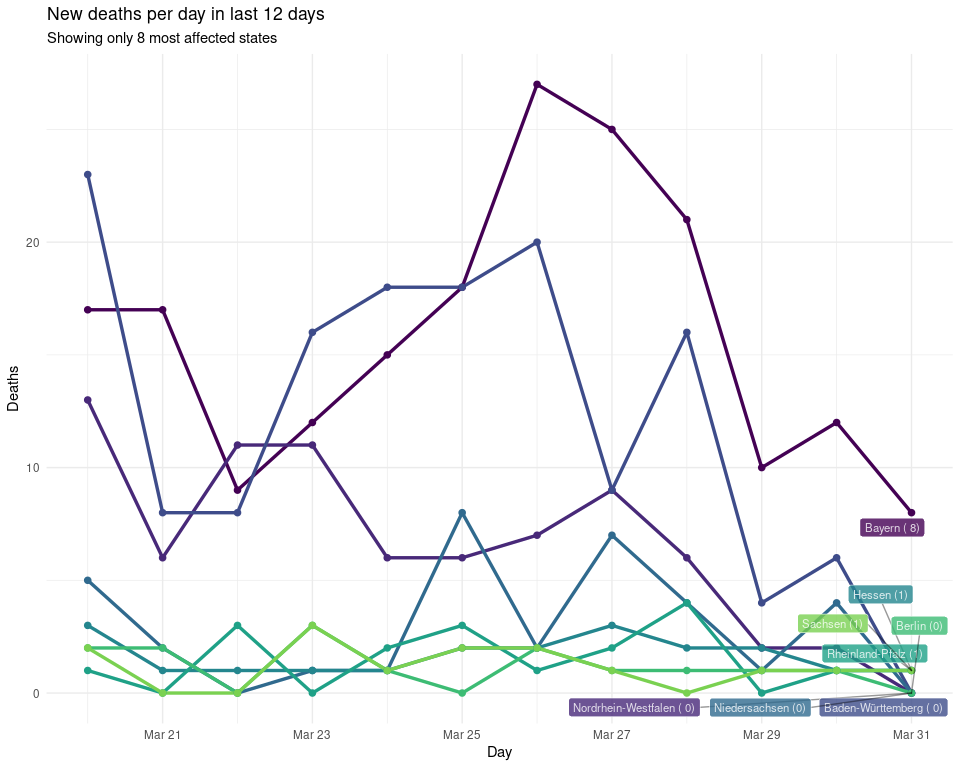 New deaths per day in last 12 days
Showing only 8 most affected states
Deaths
20
10
0
Bayern ( 8)
Hessen (1)
Sachsen (1)
Berlin (0)
Rheinland-Pfalz (1)
Nordrhein-Westfalen ( 0)
Niedersachsen (0)
Baden-Württemberg ( 0)
Mar 21
Mar 23
Mar 25
Mar 27
Mar 29
Mar 31
Day